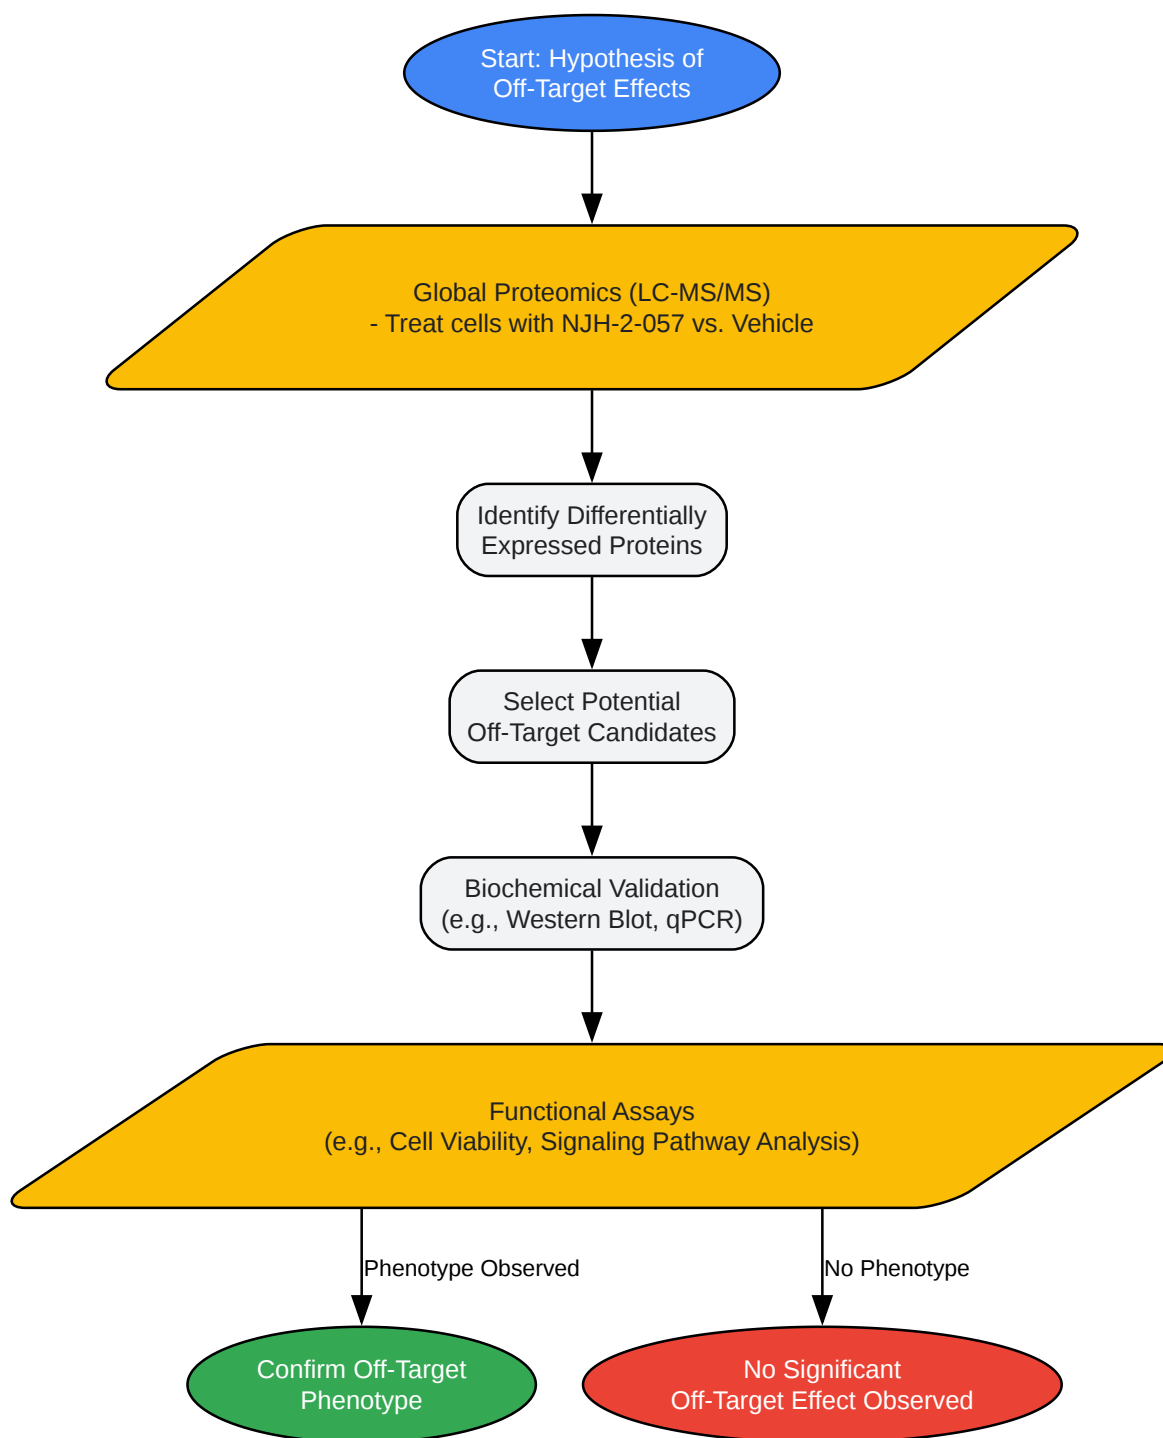 Start: Hypothesis of
Off-Target Effects
Global Proteomics (LC-MS/MS)
- Treat cells with NJH-2-057 vs. Vehicle
Identify Differentially
Expressed Proteins
Select Potential
Off-Target Candidates
Biochemical Validation
(e.g., Western Blot, qPCR)
Functional Assays
(e.g., Cell Viability, Signaling Pathway Analysis)
Phenotype Observed
No Phenotype
Confirm Off-Target
Phenotype
No Significant
Off-Target Effect Observed